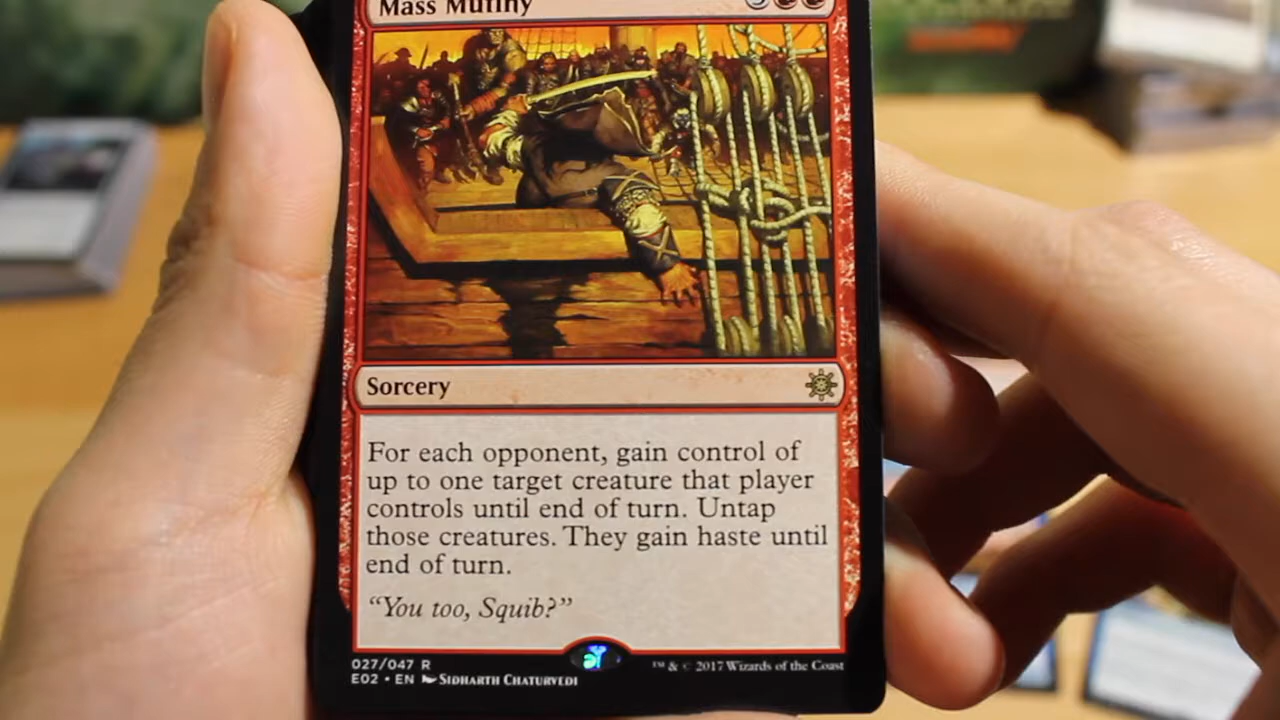 Mass Mutiny
Sorcery
For each opponent, gain control of
up to one target creature that player
controls until end of turn. Untap
those creatures. They gain haste until
end of turn.
“You too, Squib?”
027/047 R
E02 • EN SIDHARTH CHATURVEDI
™ & © 2017 Wizards of the Coast